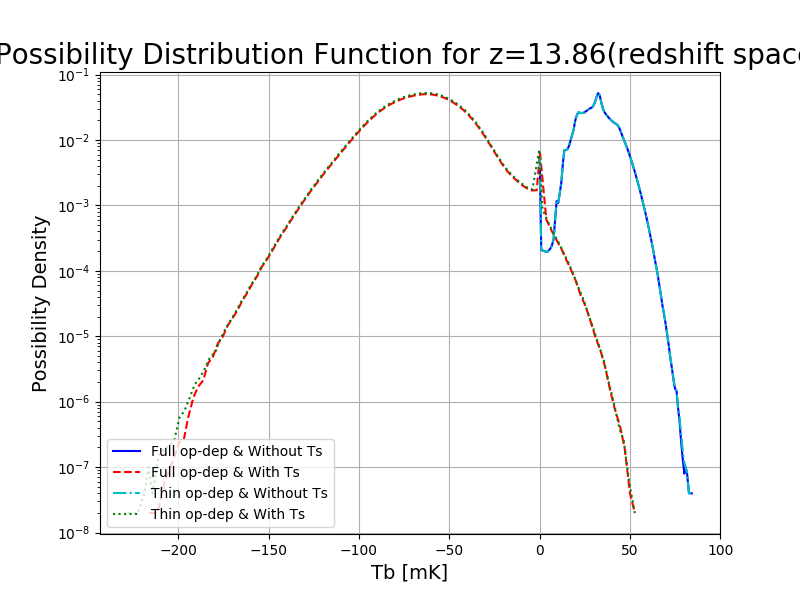 Possibility Distribution Function for z=13.86(redshift spac
10⁻¹
10⁻²
10⁻³
10⁻⁴
10⁻⁵
10⁻⁶
10⁻⁷
10⁻⁸
Possibility Density
Full op-dep & Without Ts
Full op-dep & With Ts
Thin op-dep & Without Ts
Thin op-dep & With Ts
−200 −150 −100 −50 0 50 100
Tb [mK]